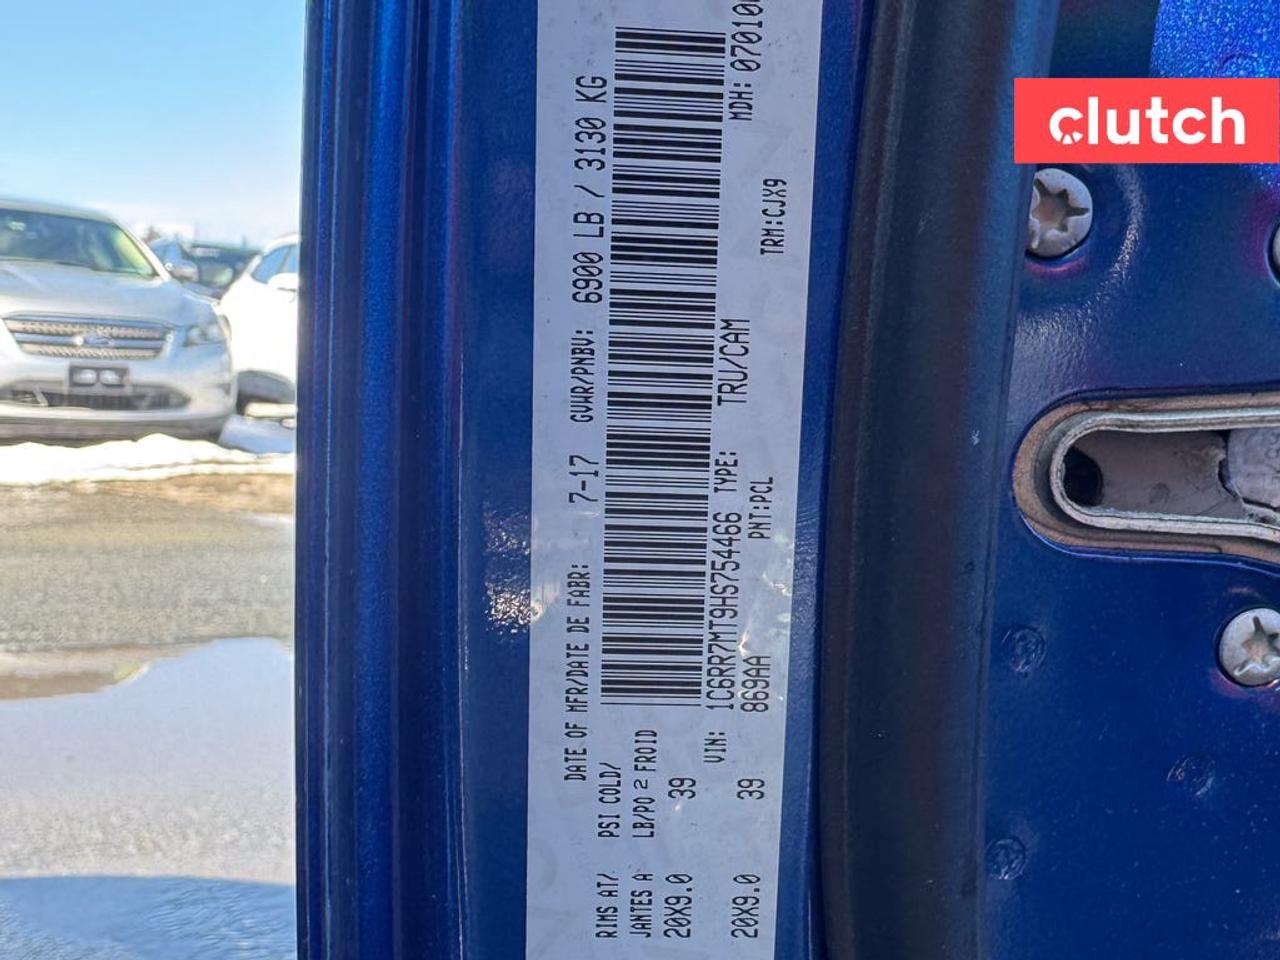 clutch
DATE OF MFR/DATE DE FABR: 7-17 GVWR/PNBV: 6900 LB / 3130 KG
RIMS AT/ PSI COLD/
JANTES A LB/PO 2 FROID
20X9.0 39
VIN: 1C6RR7MT9HS754466 TYPE: TRU/CAM MDH: 07010
20X9.0 39 869AA PNT:PCL TRM:CJX9